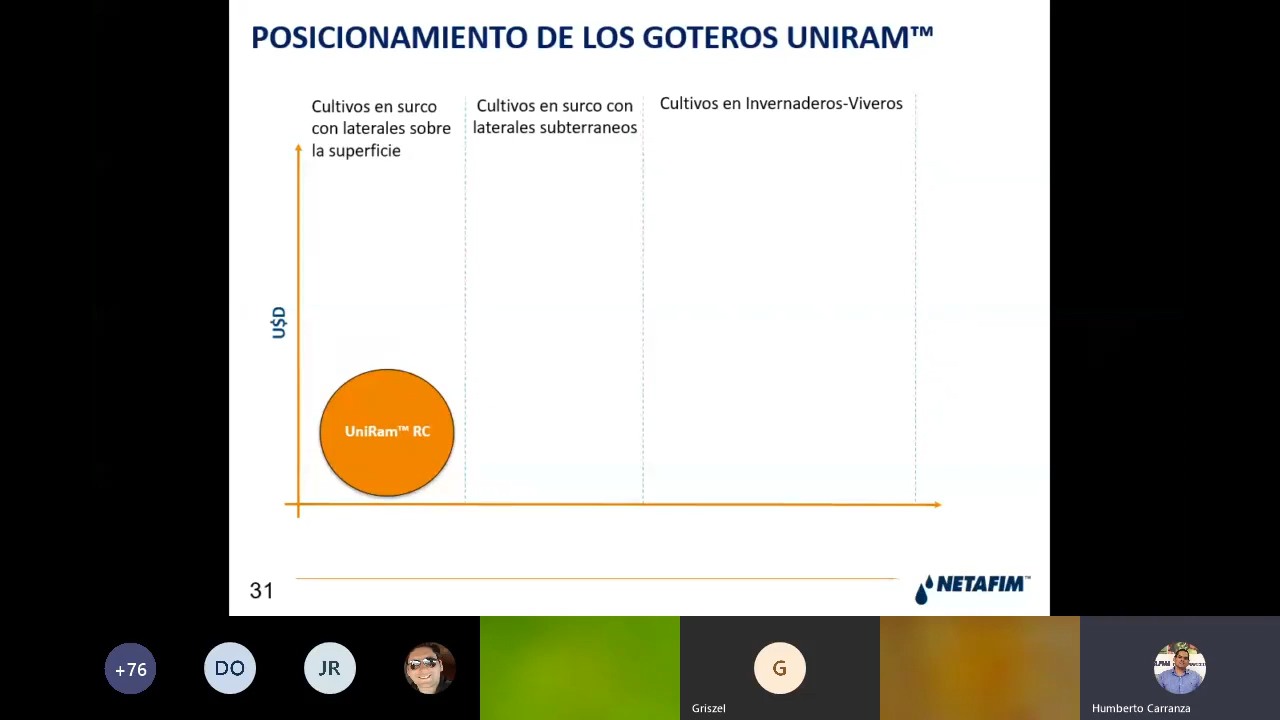 POSICIONAMIENTO DE LOS GOTEROS UNIRAM™
Cultivos en surco
con laterales sobre
la superficie
Cultivos en surco con
laterales subterraneos
Cultivos en Invernaderos-Viveros
U$D
UniRam™ RC
31
NETAFIM™
+76
DO
JR
G
Griszel
Humberto Carranza